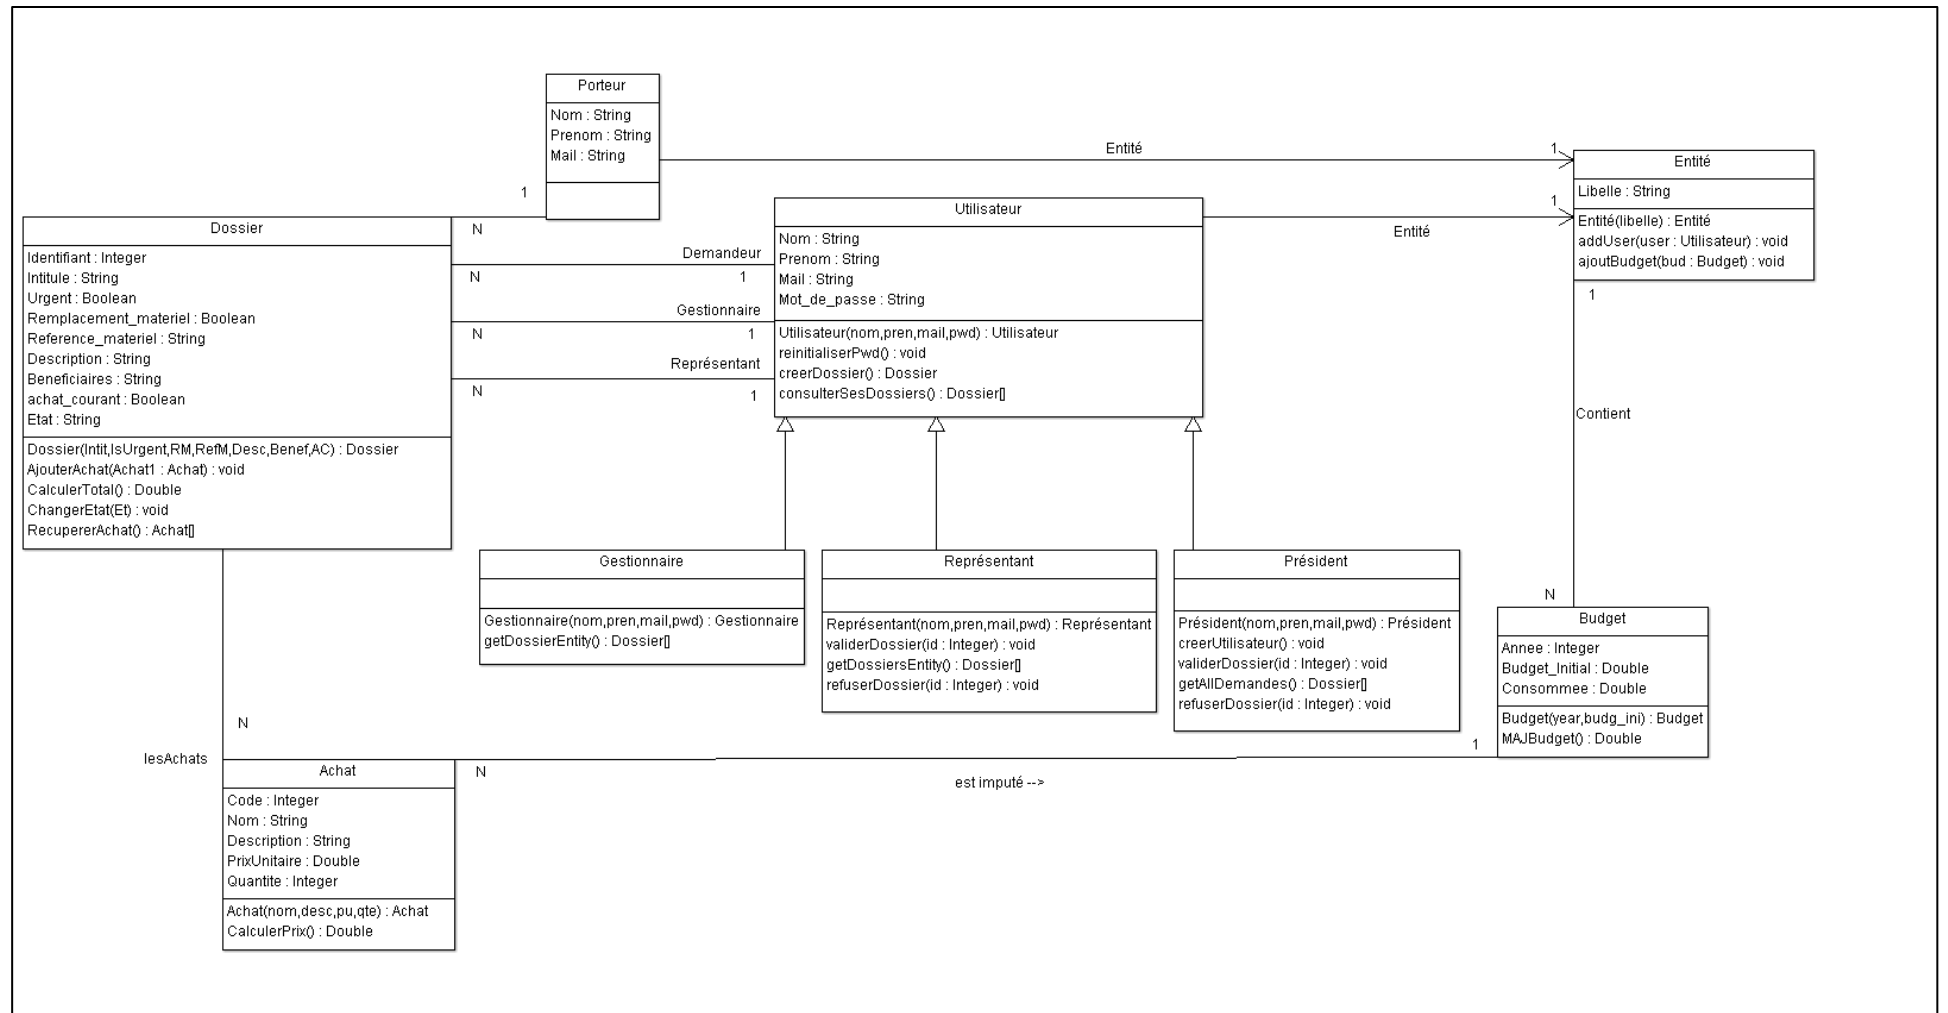 Porteur
Nom : String
Prenom : String
Mail : String
Entité
1
1
Entité
Libelle : String
Entité(libelle) : Entité
addUser(user : Utilisateur) : void
ajoutBudget(bud : Budget) : void
1
Entité
1
N
Dossier
Identifiant : Integer
Intitule : String
Urgent : Boolean
Remplacement_materiel : Boolean
Reference_materiel : String
Description : String
Beneficiaires : String
achat_courant : Boolean
Etat : String
Dossier(Intit,IsUrgent,RM,RefM,Desc,Benef,AC) : Dossier
AjouterAchat(Achat1 : Achat) : void
CalculerTotal() : Double
ChangerEtat(Et) : void
RecupererAchat() : Achat[]
Demandeur
N
1
Gestionnaire
N
1
Représentant
N
1
Utilisateur
Nom : String
Prenom : String
Mail : String
Mot_de_passe : String
Utilisateur(nom,pren,mail,pwd) : Utilisateur
reinitialiserPwd() : void
creerDossier() : Dossier
consulterSesDossiers() : Dossier[]
Contient
N
Gestionnaire
Gestionnaire(nom,pren,mail,pwd) : Gestionnaire
getDossierEntity() : Dossier[]
Représentant
Représentant(nom,pren,mail,pwd) : Représentant
validerDossier(id : Integer) : void
getDossiersEntity() : Dossier[]
refuserDossier(id : Integer) : void
Président
Président(nom,pren,mail,pwd) : Président
creerUtilisateur() : void
validerDossier(id : Integer) : void
getAllDemandes() : Dossier[]
refuserDossier(id : Integer) : void
Budget
Annee : Integer
Budget_Initial : Double
Consommee : Double
Budget(year,budg_ini) : Budget
MAJBudget() : Double
N
lesAchats
N
1
est imputé -->
Achat
Code : Integer
Nom : String
Description : String
PrixUnitaire : Double
Quantite : Integer
Achat(nom,desc,pu,qte) : Achat
CalculerPrix() : Double